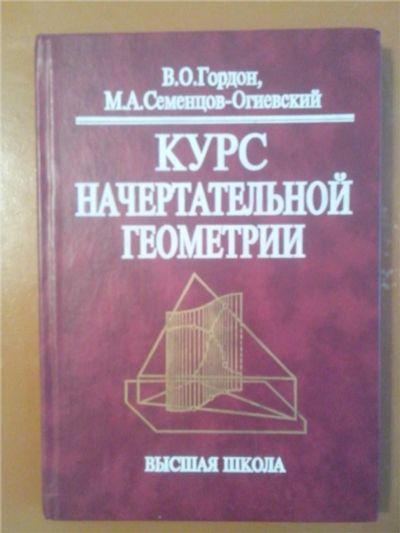 В.О.Гордон,
М.А.Семенцов-Огиевский
КУРС
НАЧЕРТАТЕЛЬНОЙ
ГЕОМЕТРИИ
ВЫСШАЯ ШКОЛА